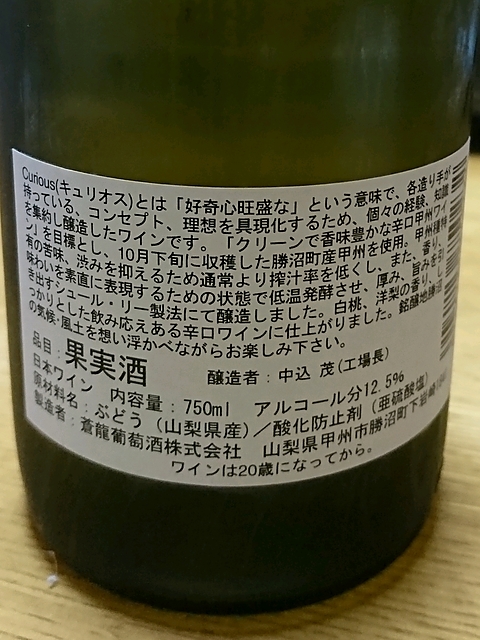 Curious(キュリオス)とは「好奇心旺盛な」という意味で、各造り手が
持っている、コンセプト、理想を具現化するため、個々の経験、知識
を集約し醸造したワインです。「クリーンで香味豊かな辛口甲州ワイ
ン」を目標とし、10月下旬に収穫した勝沼町産甲州を使用。甲州種特
有の苦味、渋みを抑えるため通常より搾汁率を低くし、また、香り、
味わいを素直に表現するための状態で低温発酵させ、厚み、旨みを引
き出すシュール・リー製法にて醸造しました。白桃、洋梨の香り、し
っかりとした飲み応えある辛口ワインに仕上がりました。銘醸地勝沼
の気候・風土を想い浮かべながらお楽しみ下さい。
品目：果実酒 醸造者：中込 茂(工場長)
日本ワイン 内容量：750ml アルコール分12.5%
原材料名：ぶどう（山梨県産）／酸化防止剤（亜硫酸塩）
製造者：蒼龍葡萄酒株式会社 山梨県甲州市勝沼町下岩崎
ワインは20歳になってから。